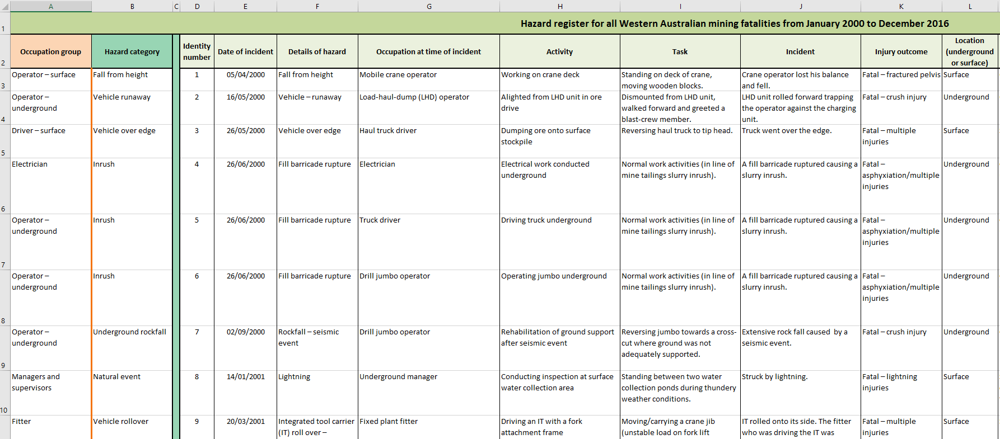 A B C D E F G H I J K L
1 Hazard register for all Western Australian mining fatalities from January 2000 to December 2016
2 Occupation group Hazard category Identity number Date of incident Details of hazard Occupation at time of incident Activity Task Incident Injury outcome Location (underground or surface)
3 Operator – surface Fall from height 1 05/04/2000 Fall from height Mobile crane operator Working on crane deck Standing on deck of crane, moving wooden blocks. Crane operator lost his balance and fell. Fatal – fractured pelvis Surface
4 Operator – underground Vehicle runaway 2 16/05/2000 Vehicle – runaway Load-haul-dump (LHD) operator Alighted from LHD unit in ore drive Dismounted from LHD unit, walked forward and greeted a blast-crew member. LHD unit rolled forward trapping the operator against the charging unit. Fatal – crush injury Underground
5 Driver – surface Vehicle over edge 3 26/05/2000 Vehicle over edge Haul truck driver Dumping ore onto surface stockpile Reversing haul truck to tip head. Truck went over the edge. Fatal – multiple injuries Surface
6 Electrician Inrush 4 26/06/2000 Fill barricade rupture Electrician Electrical work conducted underground Normal work activities (in line of mine tailings slurry inrush). A fill barricade ruptured causing a slurry inrush. Fatal – asphyxiation/multiple injuries Underground
7 Operator – underground Inrush 5 26/06/2000 Fill barricade rupture Truck driver Driving truck underground Normal work activities (in line of mine tailings slurry inrush). A fill barricade ruptured causing a slurry inrush. Fatal – asphyxiation/multiple injuries Underground
8 Operator – underground Inrush 6 26/06/2000 Fill barricade rupture Drill jumbo operator Operating jumbo underground Normal work activities (in line of mine tailings slurry inrush). A fill barricade ruptured causing a slurry inrush. Fatal – asphyxiation/multiple injuries Underground
9 Operator – underground Underground rockfall 7 02/09/2000 Rockfall – seismic event Drill jumbo operator Rehabilitation of ground support after seismic event Reversing jumbo towards a cross-cut where ground was not adequately supported. Extensive rock fall caused by a seismic event. Fatal – crush injury Underground
10 Managers and supervisors Natural event 8 14/01/2001 Lightning Underground manager Conducting inspection at surface water collection area Standing between two water collection ponds during thundery weather conditions. Struck by lightning. Fatal – lightning injuries Surface
Fitter Vehicle rollover 9 20/03/2001 Integrated tool carrier (IT) roll over – Fixed plant fitter Driving an IT with a fork attachment frame Moving/carrying a crane jib (unstable load on fork lift IT rolled onto its side. The fitter who was driving the IT was Fatal – multiple injuries Surface